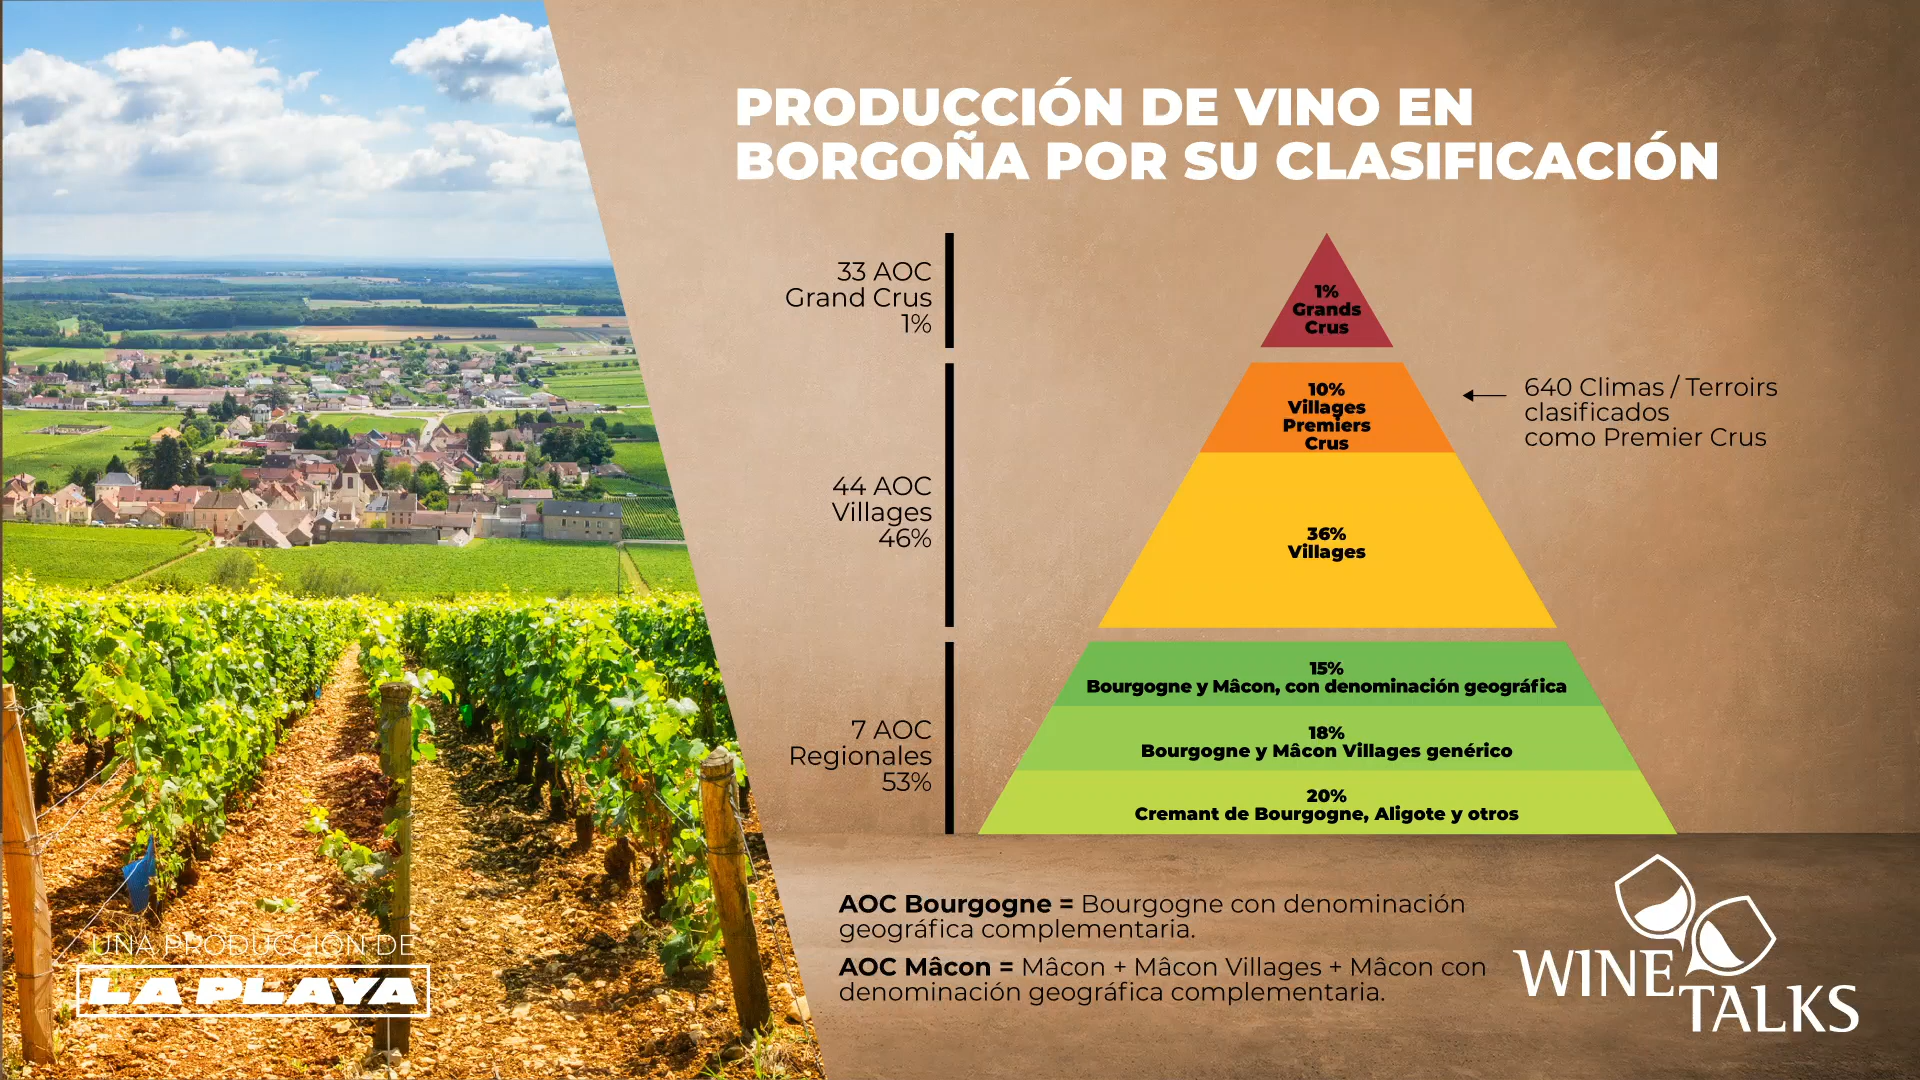 PRODUCCIÓN DE VINO EN
BORGOÑA POR SU CLASIFICACIÓN
33 AOC
Grand Crus
1%
1%
Grands
Crus
10%
Villages
Premiers
Crus
640 Climas / Terroirs
clasificados
como Premier Crus
44 AOC
Villages
46%
36%
Villages
7 AOC
Regionales
53%
15%
Bourgogne y Mâcon, con denominación geográfica
18%
Bourgogne y Mâcon Villages genérico
20%
Cremant de Bourgogne, Aligote y otros
AOC Bourgogne = Bourgogne con denominación
geográfica complementaria.
AOC Mâcon = Mâcon + Mâcon Villages + Mâcon con
denominación geográfica complementaria.
UNA PRODUCCIÓN DE
LA PLAYA
WINE
TALKS